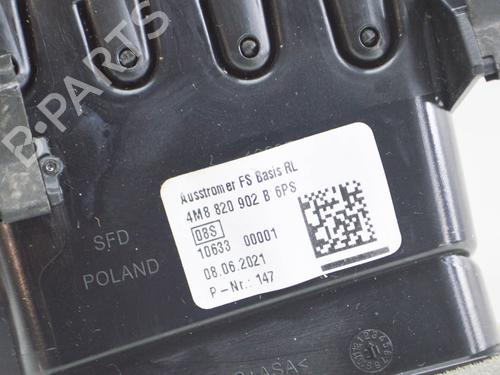 B-PARTS
Ausstromer FS Basis RL
4M8 820 902 B 6PS
08S
10633 00001
08.06.2021
P-Nr.: 147
SFD
POLAND